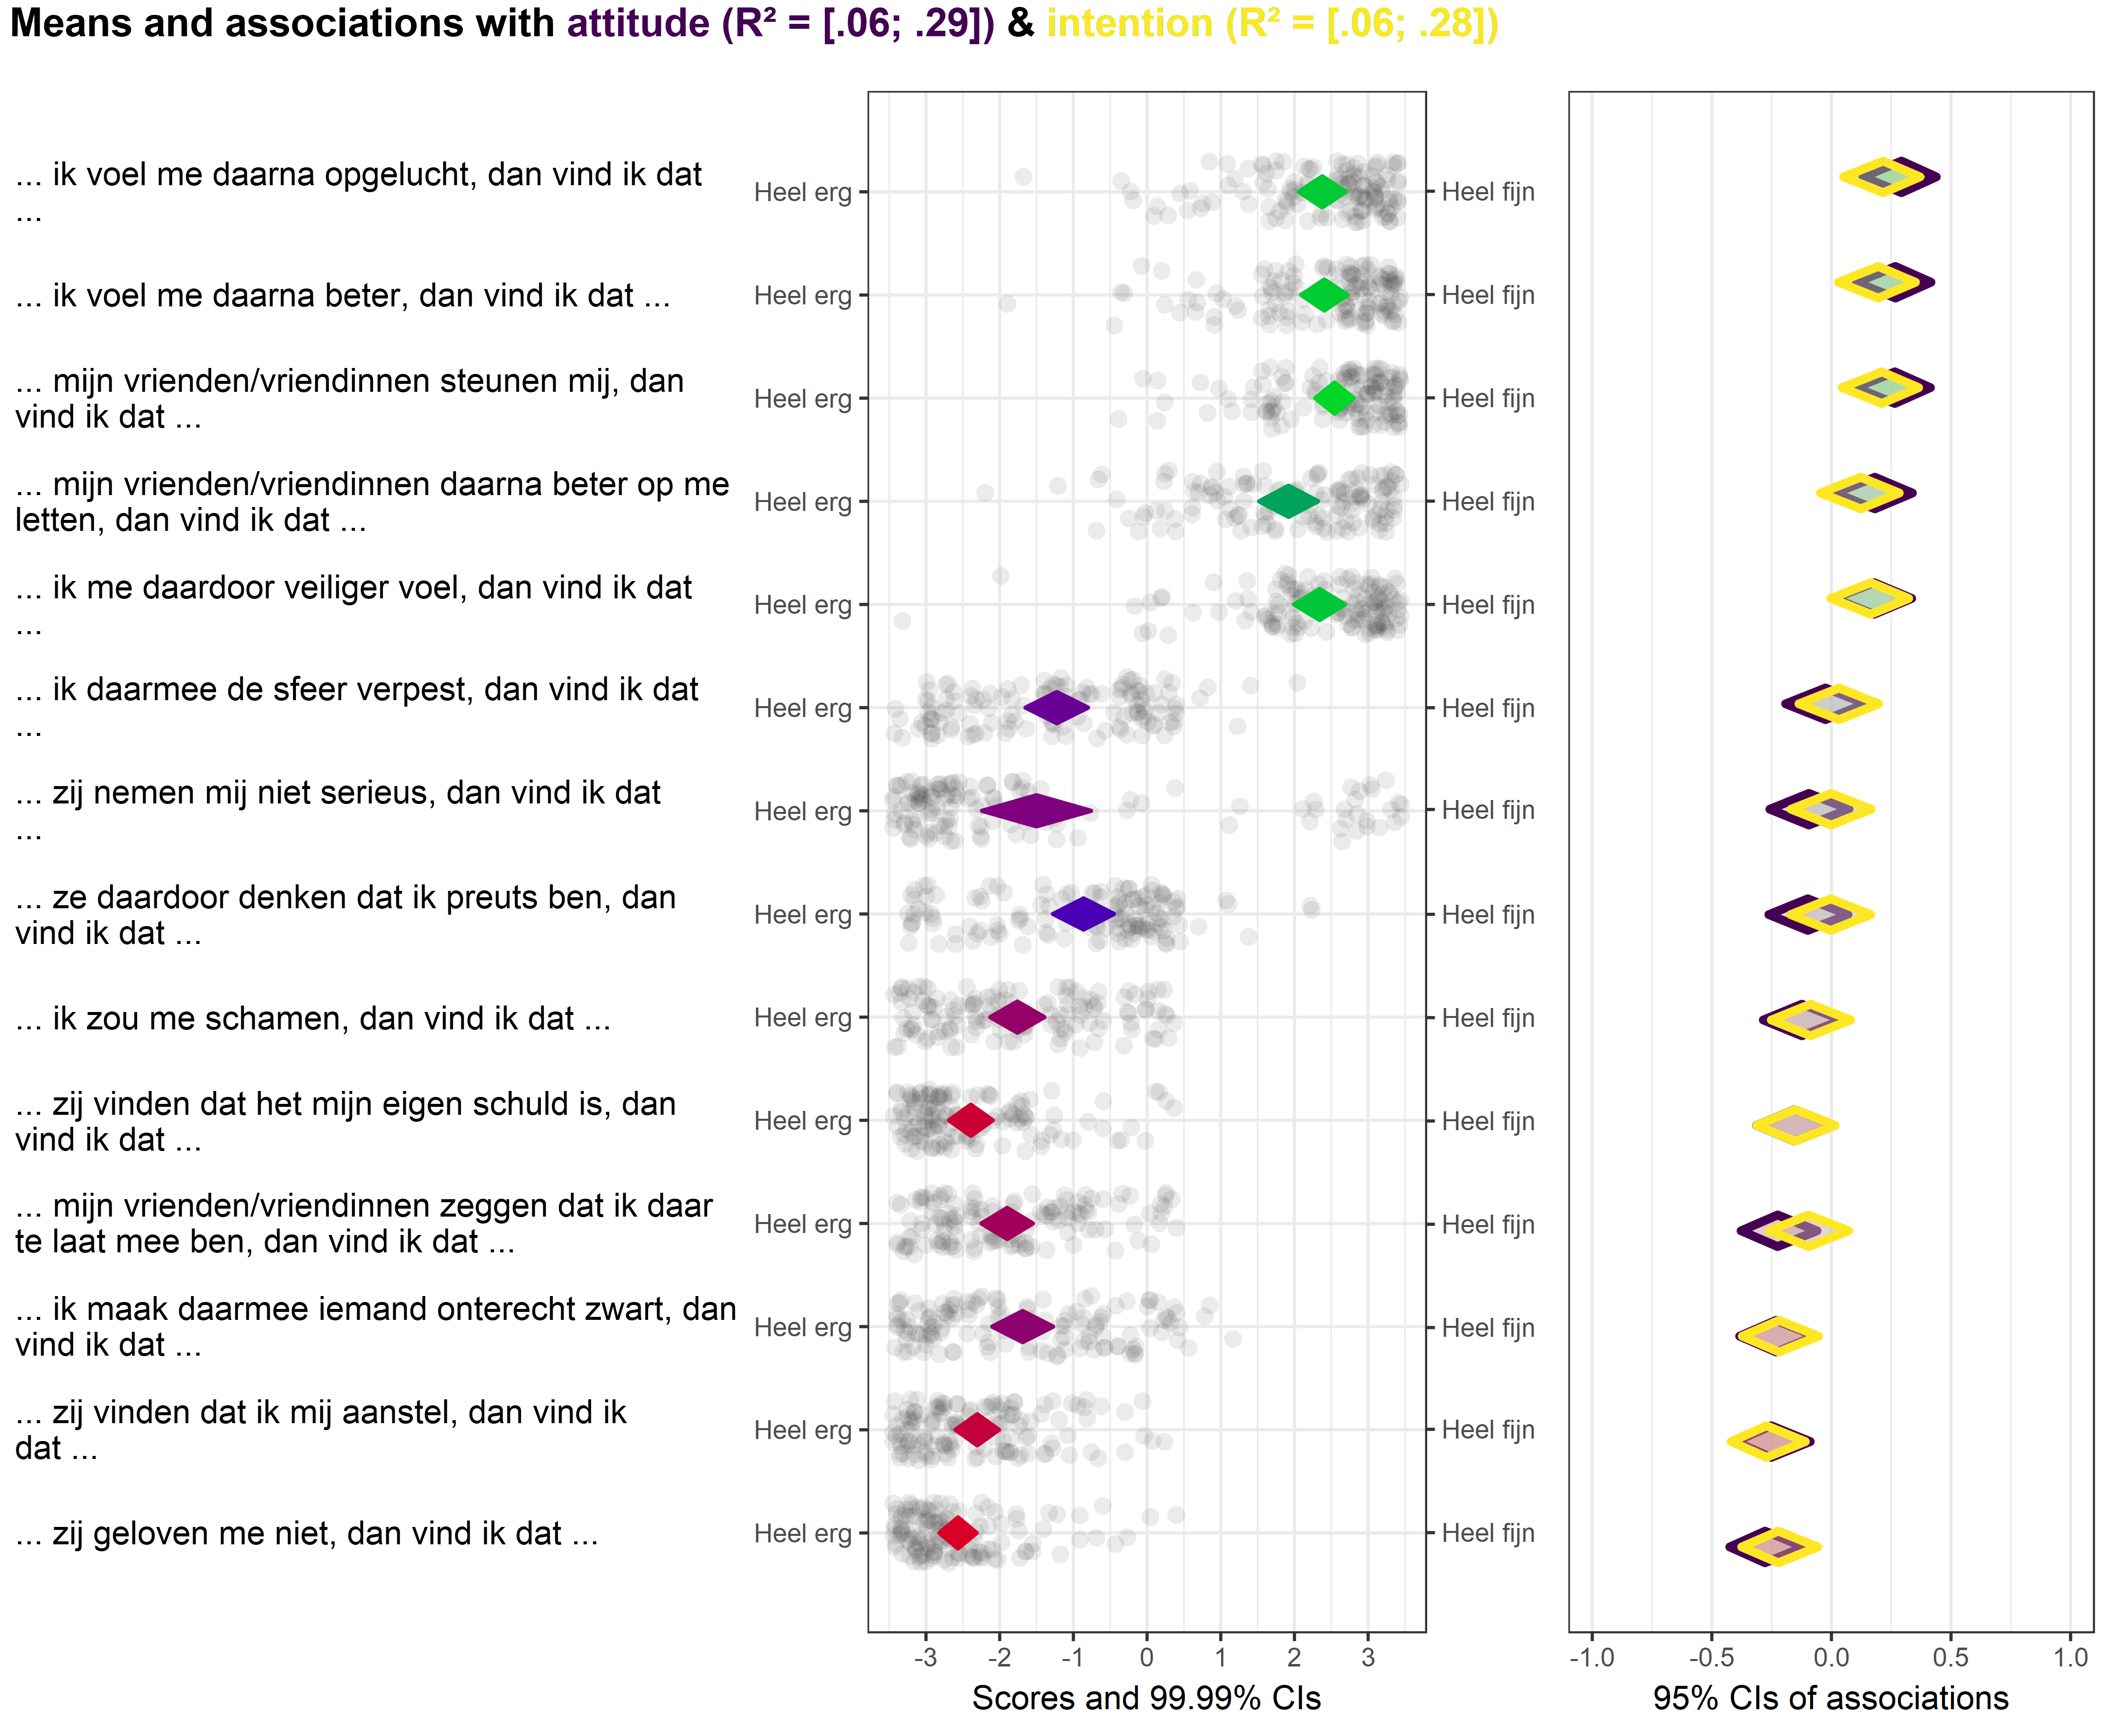 Means and associations with attitude (R² = [.06; .29]) & intention (R² = [.06; .28])
... ik voel me daarna opgelucht, dan vind ik dat
...
Heel erg
Heel fijn
... ik voel me daarna beter, dan vind ik dat ...
Heel erg
Heel fijn
... mijn vrienden/vriendinnen steunen mij, dan
vind ik dat ...
Heel erg
Heel fijn
... mijn vrienden/vriendinnen daarna beter op me
letten, dan vind ik dat ...
Heel erg
Heel fijn
... ik me daardoor veiliger voel, dan vind ik dat
...
Heel erg
Heel fijn
... ik daarmee de sfeer verpest, dan vind ik dat
...
Heel erg
Heel fijn
... zij nemen mij niet serieus, dan vind ik dat
...
Heel erg
Heel fijn
... ze daardoor denken dat ik preuts ben, dan
vind ik dat ...
Heel erg
Heel fijn
... ik zou me schamen, dan vind ik dat ...
Heel erg
Heel fijn
... zij vinden dat het mijn eigen schuld is, dan
vind ik dat ...
Heel erg
Heel fijn
... mijn vrienden/vriendinnen zeggen dat ik daar
te laat mee ben, dan vind ik dat ...
Heel erg
Heel fijn
... ik maak daarmee iemand onterecht zwart, dan
vind ik dat ...
Heel erg
Heel fijn
... zij vinden dat ik mij aanstel, dan vind ik
dat ...
Heel erg
Heel fijn
... zij geloven me niet, dan vind ik dat ...
Heel erg
Heel fijn
-3 -2 -1 0 1 2 3
Scores and 99.99% CIs
-1.0 -0.5 0.0 0.5 1.0
95% CIs of associations